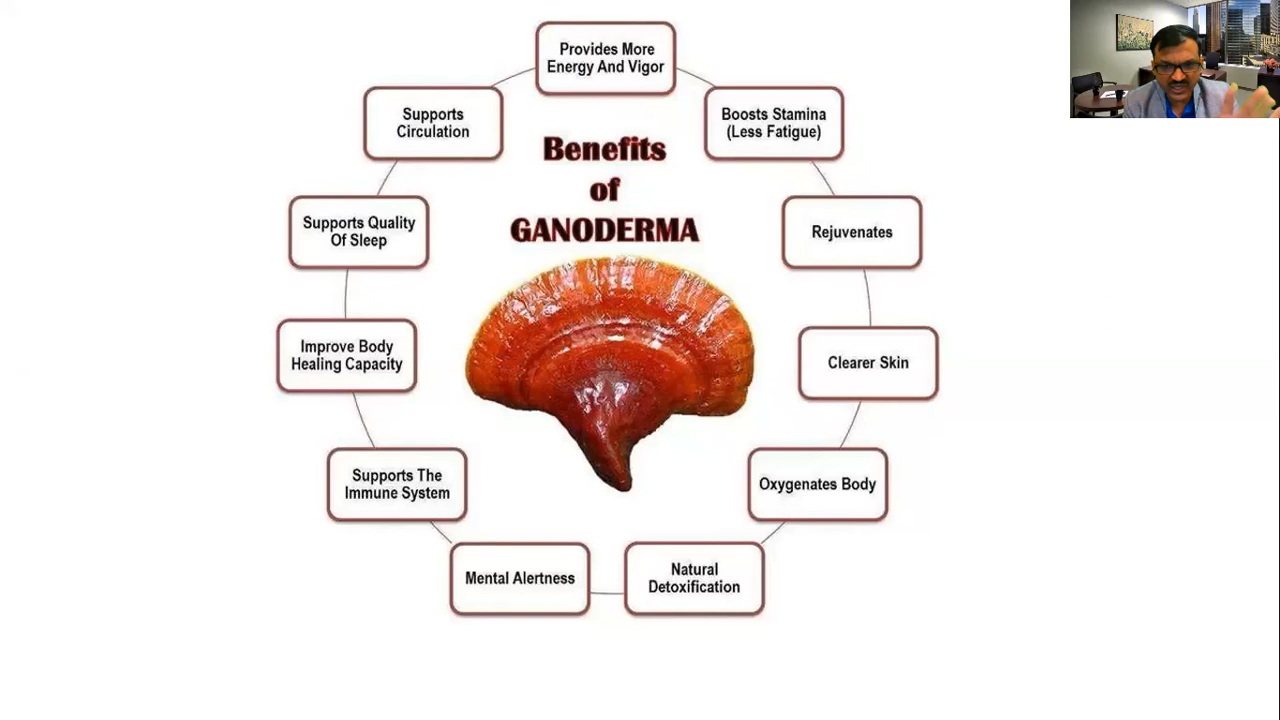 Benefits
of
GANODERMA
Provides More
Energy And Vigor
Boosts Stamina
(Less Fatigue)
Rejuvenates
Clearer Skin
Oxygenates Body
Natural
Detoxification
Mental Alertness
Supports The
Immune System
Improve Body
Healing Capacity
Supports Quality
Of Sleep
Supports
Circulation